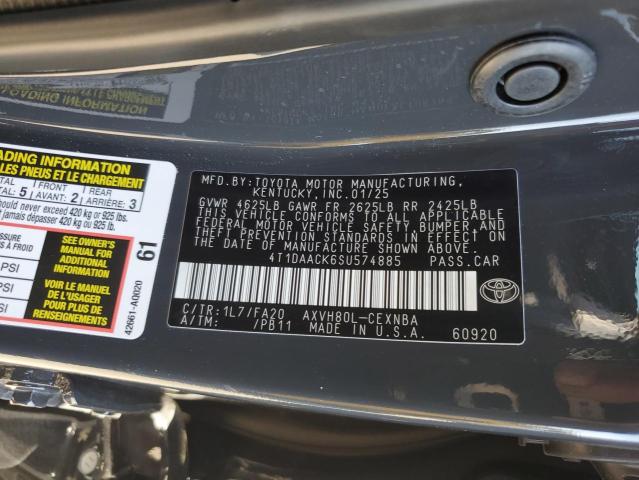 ADING INFORMATION
LES PNEUS ET LE CHARGEMENT
TAL 5 FRONT AVANT: 2 REAR ARRIÈRE: 3
ould never exceed 420 kg or 925 lbs.
t jamais dépasser 420 kg ou 925 lb.
PRESSURE
PSI
PSI
SEE OWNER'S
MANUAL FOR
ADDITIONAL
INFORMATION
VOIR LE MANUEL
DE L'USAGER
POUR PLUS DE
RENSEIGNEMENTS
61
42661-A0020
MFD.BY:TOYOTA MOTOR MANUFACTURING,
KENTUCKY, INC.01/25
GVWR 4625LB GAWR FR 2625LB RR 2425LB
THIS VEHICLE CONFORMS TO ALL APPLICABLE
FEDERAL MOTOR VEHICLE SAFETY,BUMPER,AND
THEFT PREVENTION STANDARDS IN EFFECT ON
THE DATE OF MANUFACTURE SHOWN ABOVE.
4T1DAACK6SU574885 PASS.CAR
C/TR:1L7/FA20 AXVH80L-CEXNBA
A/TM: /PB11 MADE IN U.S.A. 60920
TOYOTA